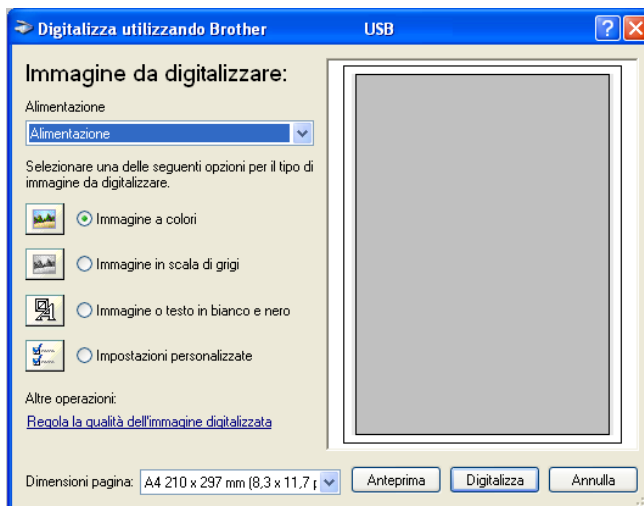 Digitalizza utilizzando Brother USB
Immagine da digitalizzare:
Alimentazione
Alimentazione
Selezionare una delle seguenti opzioni per il tipo di
immagine da digitalizzare.
Immagine a colori
Immagine in scala di grigi
Immagine o testo in bianco e nero
Impostazioni personalizzate
Altre operazioni:
Regola la qualità dell'immagine digitalizzata
Dimensioni pagina: A4 210 x 297 mm (8,3 x 11,7 Anteprima Digitalizza Annulla